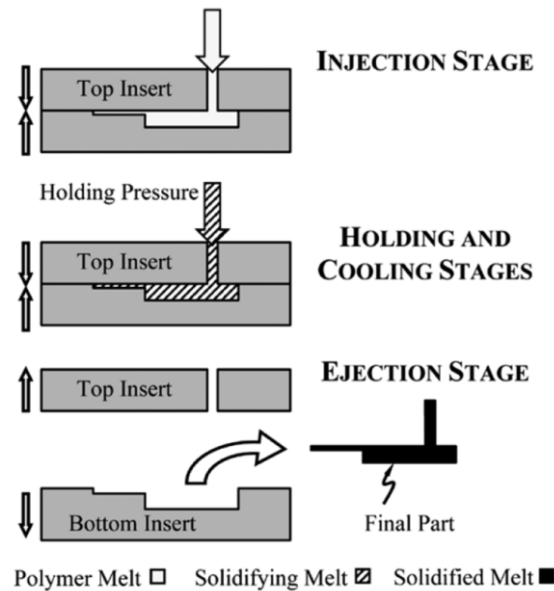 INJECTION STAGE
Top Insert
Holding Pressure
HOLDING AND
COOLING STAGES
Top Insert
EJECTION STAGE
Top Insert
Bottom Insert
Final Part
Polymer Melt Solidifying Melt Solidified Melt